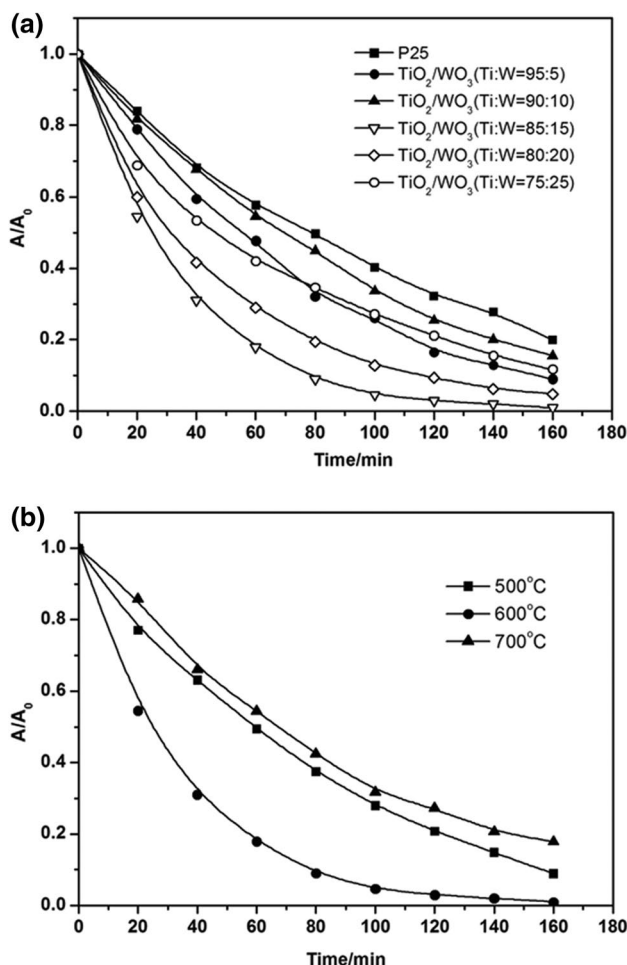 (a)
1.0
0.8
0.6
0.4
0.2
0.0
A/A₀
P25
TiO₂/WO₃(Ti:W=95:5)
TiO₂/WO₃(Ti:W=90:10)
TiO₂/WO₃(Ti:W=85:15)
TiO₂/WO₃(Ti:W=80:20)
TiO₂/WO₃(Ti:W=75:25)
0 20 40 60 80 100 120 140 160 180
Time/min
(b)
1.0
0.8
0.6
0.4
0.2
0.0
A/A₀
500°C
600°C
700°C
0 20 40 60 80 100 120 140 160 180
Time/min